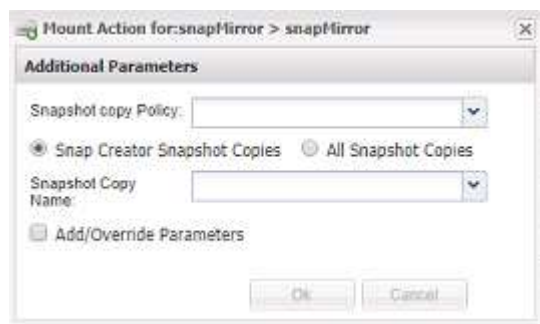 Mount Action for:snapMirror > snapMirror
Additional Parameters
Snapshot copy Policy:
Snap Creator Snapshot Copies All Snapshot Copies
Snapshot Copy
Name:
Add/Override Parameters
Ok Cancel